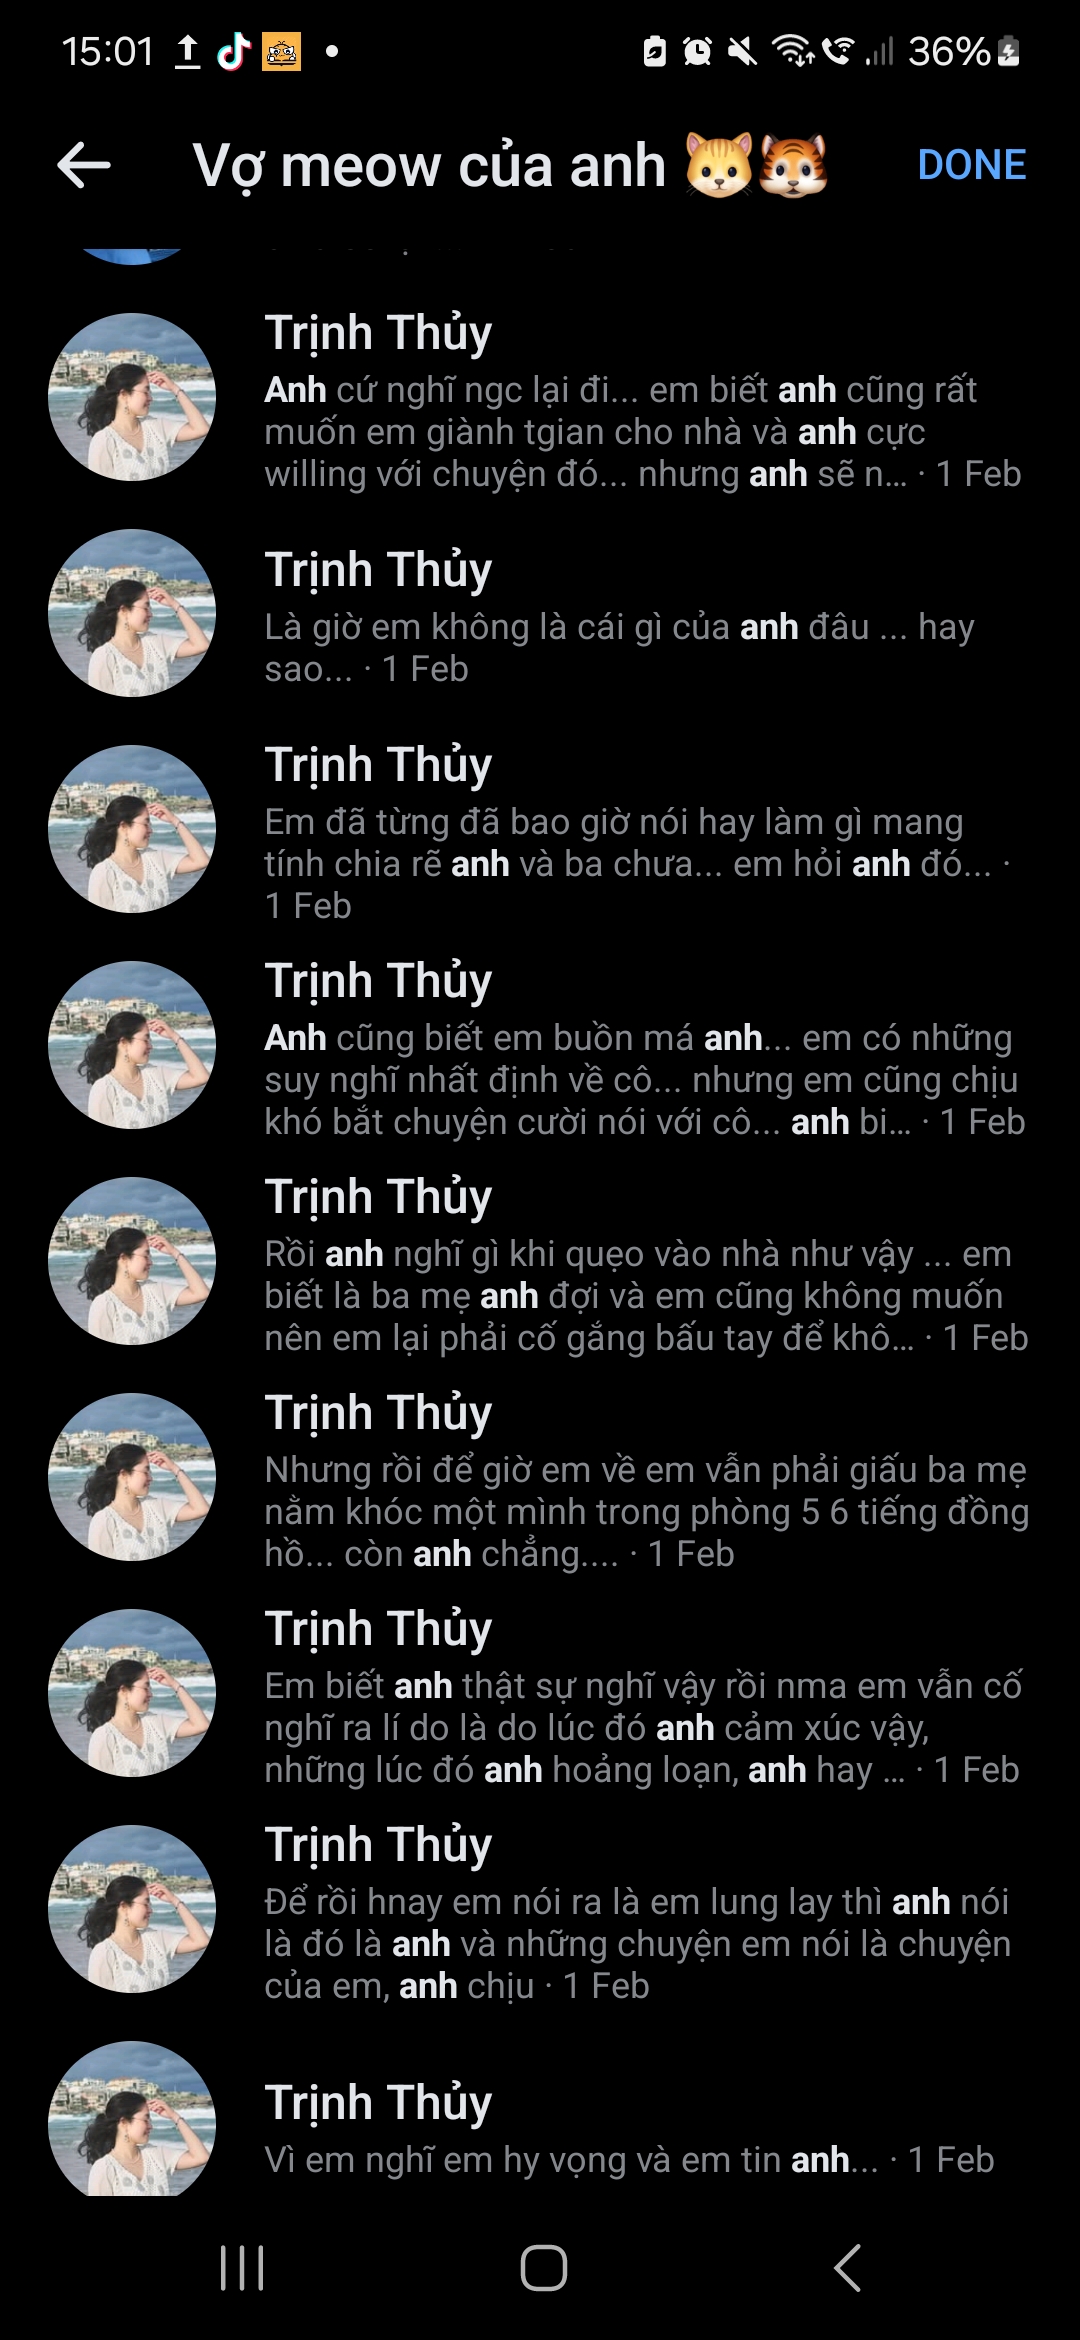 15:01
36%
Vợ meow của anh 🐱🐯
DONE
Trịnh Thủy
Anh cứ nghĩ ngc lại đi... em biết anh cũng rất
muốn em giành tgian cho nhà và anh cực
willing với chuyện đó... nhưng anh sẽ n... · 1 Feb
Trịnh Thủy
Là giờ em không là cái gì của anh đâu ... hay
sao... · 1 Feb
Trịnh Thủy
Em đã từng đã bao giờ nói hay làm gì mang
tính chia rẽ anh và ba chưa... em hỏi anh đó... ·
1 Feb
Trịnh Thủy
Anh cũng biết em buồn má anh... em có những
suy nghĩ nhất định về cô... nhưng em cũng chịu
khó bắt chuyện cười nói với cô... anh bi... · 1 Feb
Trịnh Thủy
Rồi anh nghĩ gì khi quẹo vào nhà như vậy ... em
biết là ba mẹ anh đợi và em cũng không muốn
nên em lại phải cố gắng bấu tay để khô... · 1 Feb
Trịnh Thủy
Nhưng rồi để giờ em về em vẫn phải giấu ba mẹ
nằm khóc một mình trong phòng 5 6 tiếng đồng
hồ... còn anh chẳng.... · 1 Feb
Trịnh Thủy
Em biết anh thật sự nghĩ vậy rồi nma em vẫn cố
nghĩ ra lí do là do lúc đó anh cảm xúc vậy,
những lúc đó anh hoảng loạn, anh hay ... · 1 Feb
Trịnh Thủy
Để rồi hnay em nói ra là em lung lay thì anh nói
là đó là anh và những chuyện em nói là chuyện
của em, anh chịu · 1 Feb
Trịnh Thủy
Vì em nghĩ em hy vọng và em tin anh... · 1 Feb